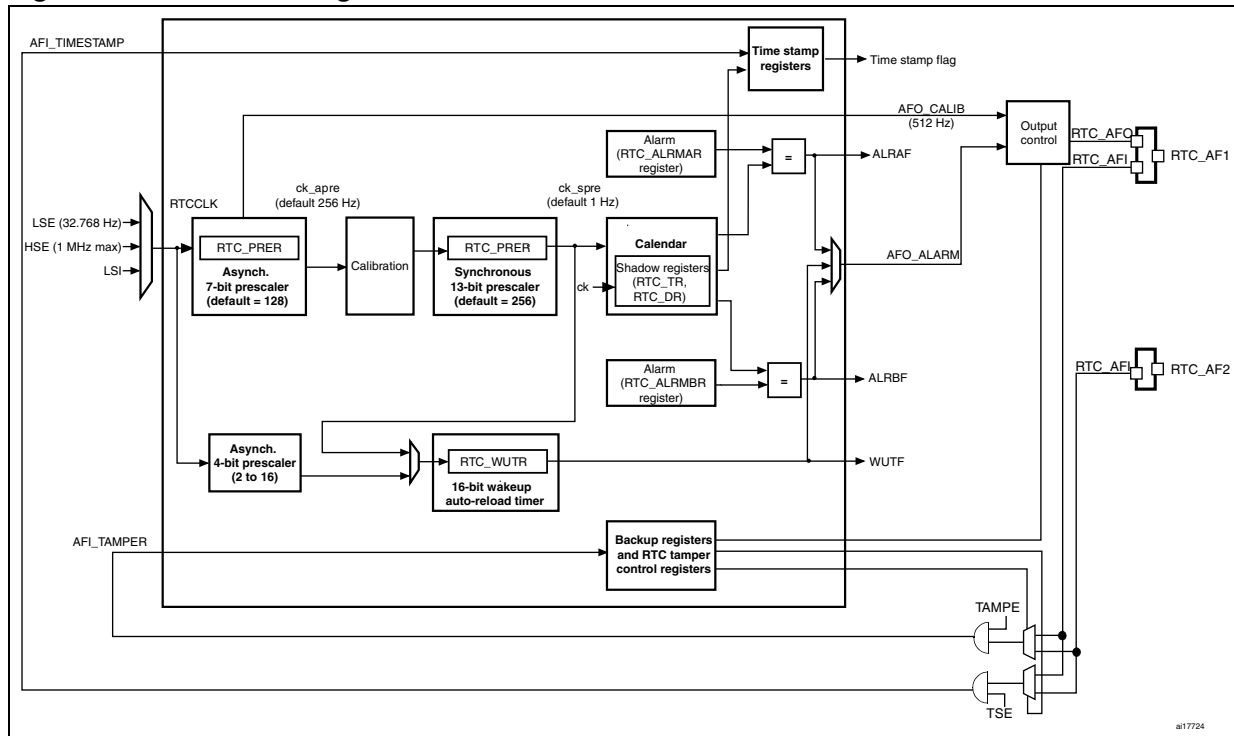 AFI_TIMESTAMP
Time stamp
registers
Time stamp flag
AFO_CALIB
(512 Hz)
Output
control
RTC_AFO
RTC_AFI
RTC_AF1
Alarm
(RTC_ALRMAR
register)
=
ALRAF
RTCCLK
ck_apre
(default 256 Hz)
ck_spre
(default 1 Hz)
LSE (32.768 Hz)
HSE (1 MHz max)
LSI
RTC_PRER
Asynch.
7-bit prescaler
(default = 128)
Calibration
RTC_PRER
Synchronous
13-bit prescaler
(default = 256)
Calendar
ck
Shadow registers
(RTC_TR,
RTC_DR)
AFO_ALARM
Alarm
(RTC_ALRMBR
register)
=
ALRBF
RTC_AFI
RTC_AF2
Asynch.
4-bit prescaler
(2 to 16)
RTC_WUTR
16-bit wakeup
auto-reload timer
WUTF
AFI_TAMPER
Backup registers
and RTC tamper
control registers
TAMPE
TSE
ai17724